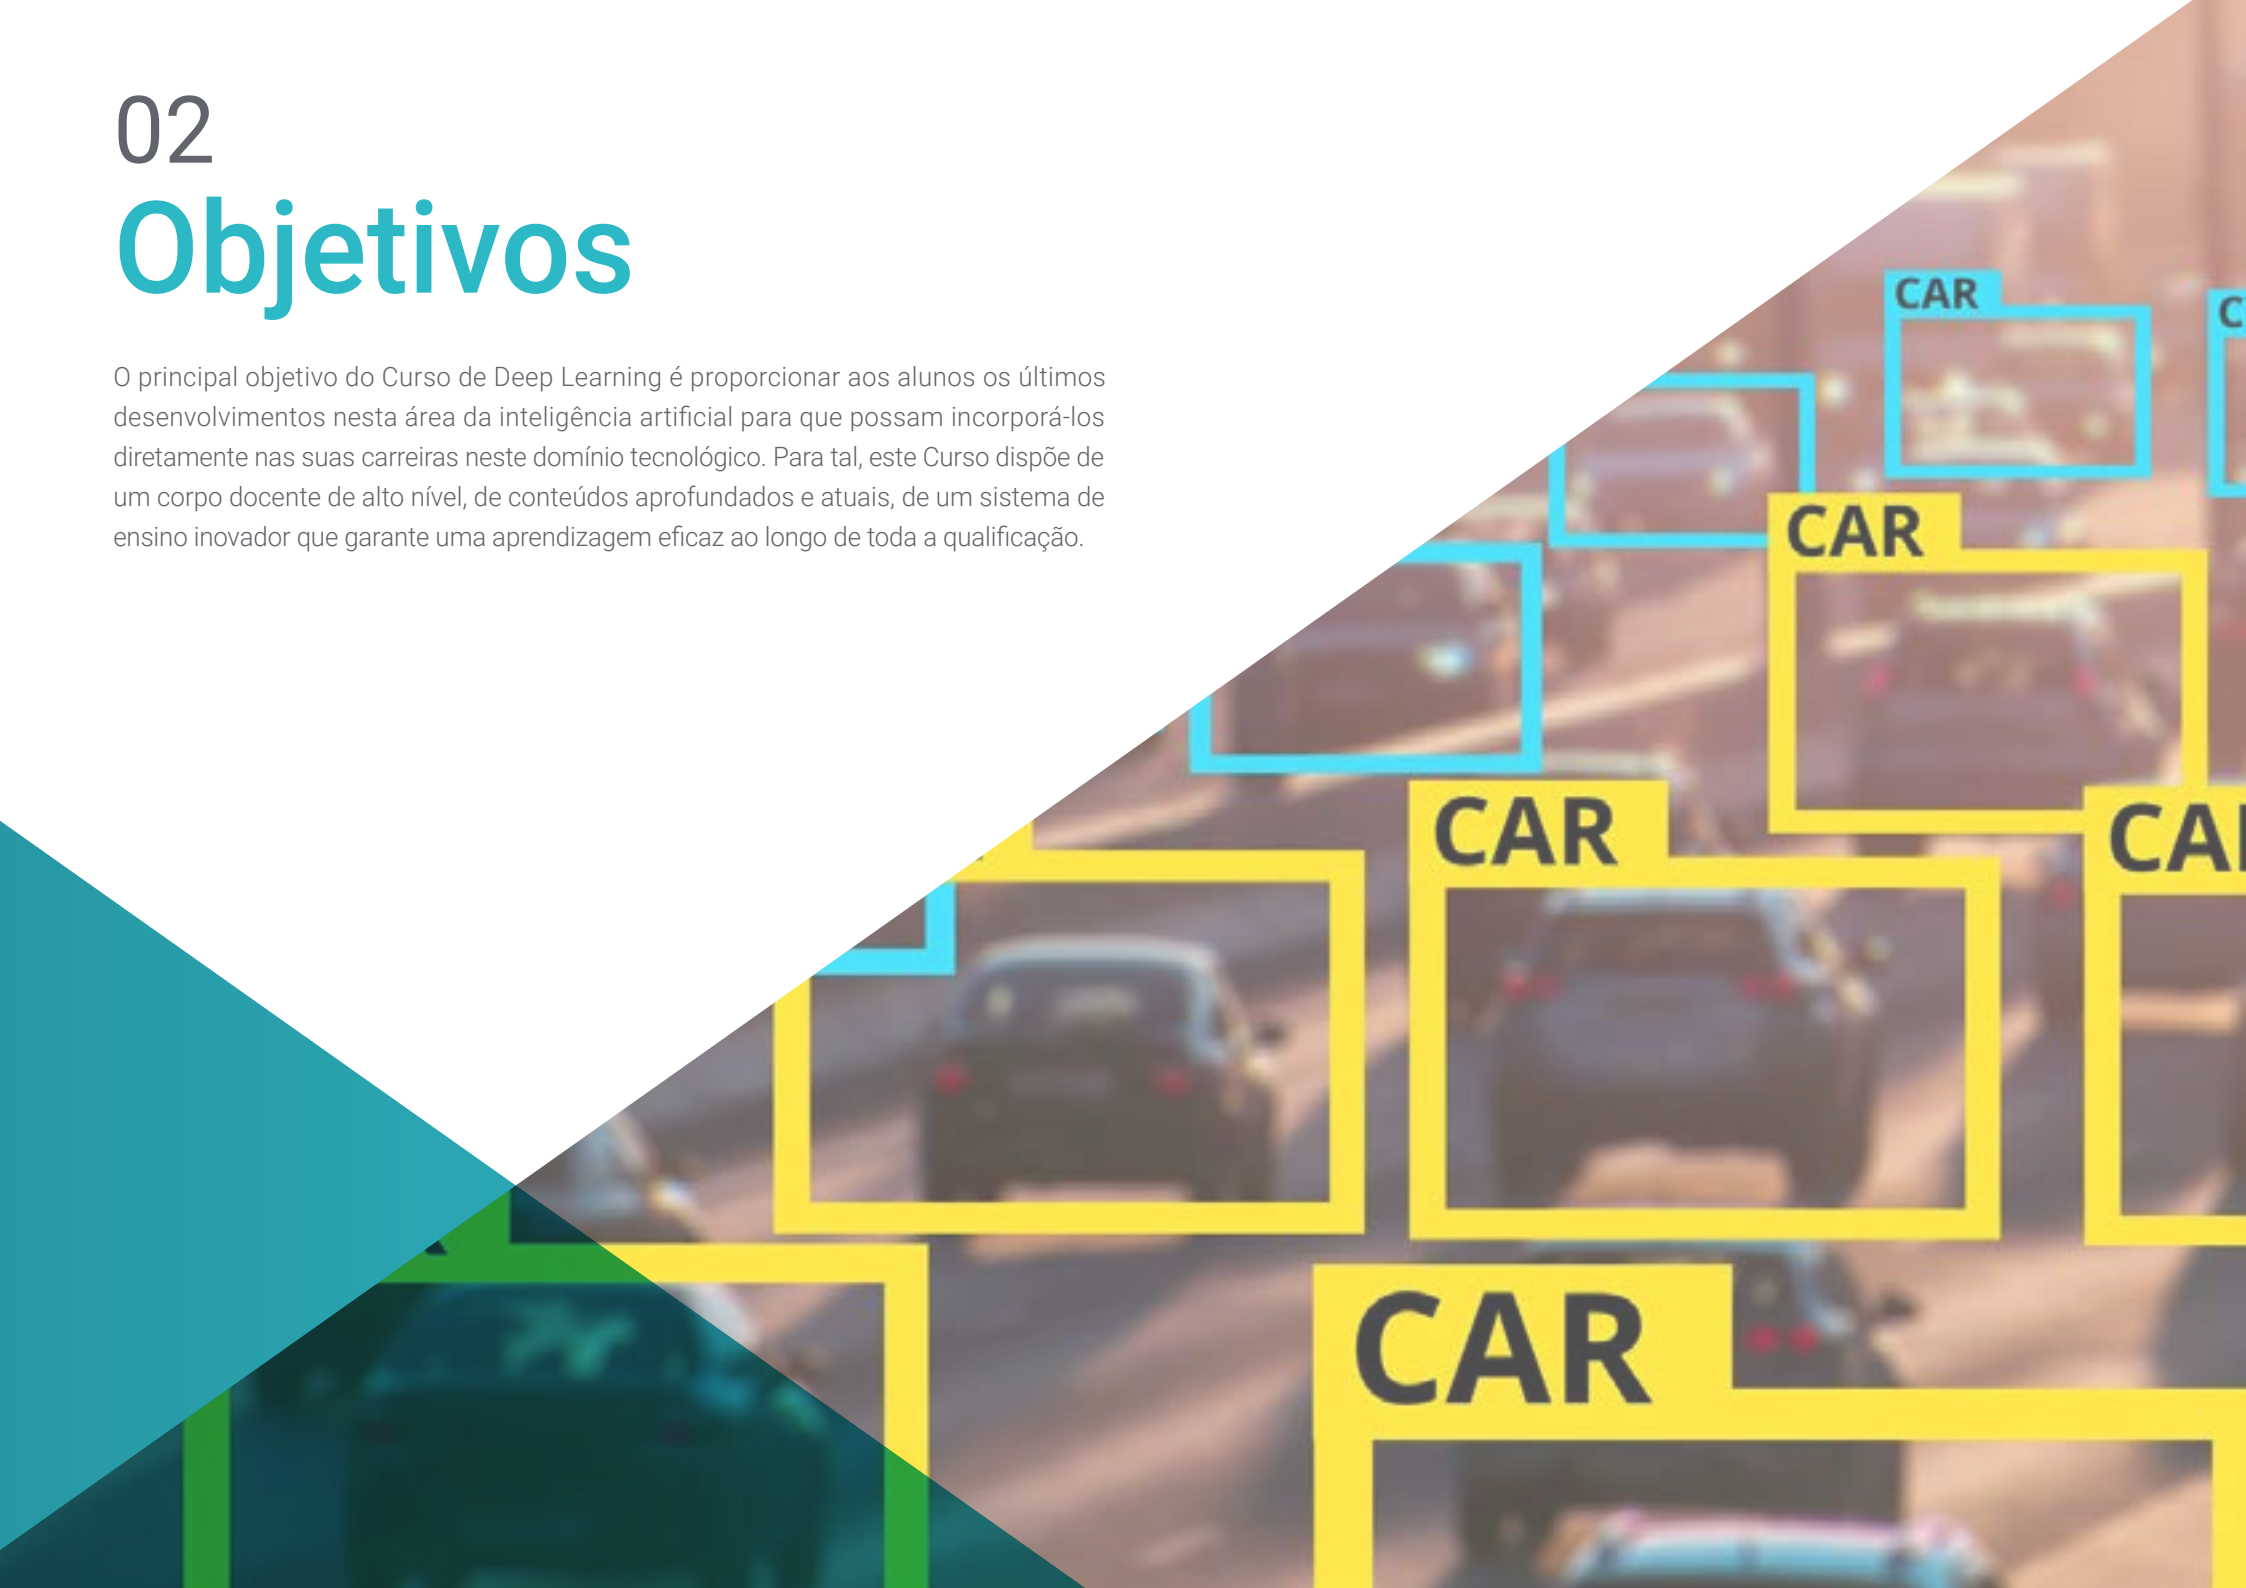 02
Objetivos
O principal objetivo do Curso de Deep Learning é proporcionar aos alunos os últimos
desenvolvimentos nesta área da inteligência artificial para que possam incorporá-los
diretamente nas suas carreiras neste domínio tecnológico. Para tal, este Curso dispõe de
um corpo docente de alto nível, de conteúdos aprofundados e atuais, de um sistema de
ensino inovador que garante uma aprendizagem eficaz ao longo de toda a qualificação.
CAR
CAR
CAR
CAR